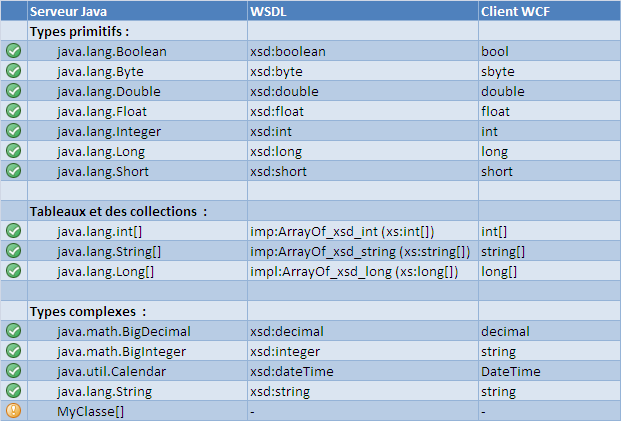 Serveur Java WSDL Client WCF
Types primitifs :
java.lang.Boolean xsd:boolean bool
java.lang.Byte xsd:byte sbyte
java.lang.Double xsd:double double
java.lang.Float xsd:float float
java.lang.Integer xsd:int int
java.lang.Long xsd:long long
java.lang.Short xsd:short short
Tableaux et des collections :
java.lang.int[] imp:ArrayOf_xsd_int (xs:int[]) int[]
java.lang.String[] imp:ArrayOf_xsd_string (xs:string[]) string[]
java.lang.Long[] impl:ArrayOf_xsd_long (xs:long[]) long[]
Types complexes :
java.math.BigDecimal xsd:decimal decimal
java.math.BigInteger xsd:integer string
java.util.Calendar xsd:dateTime DateTime
java.lang.String xsd:string string
MyClasse[] - -